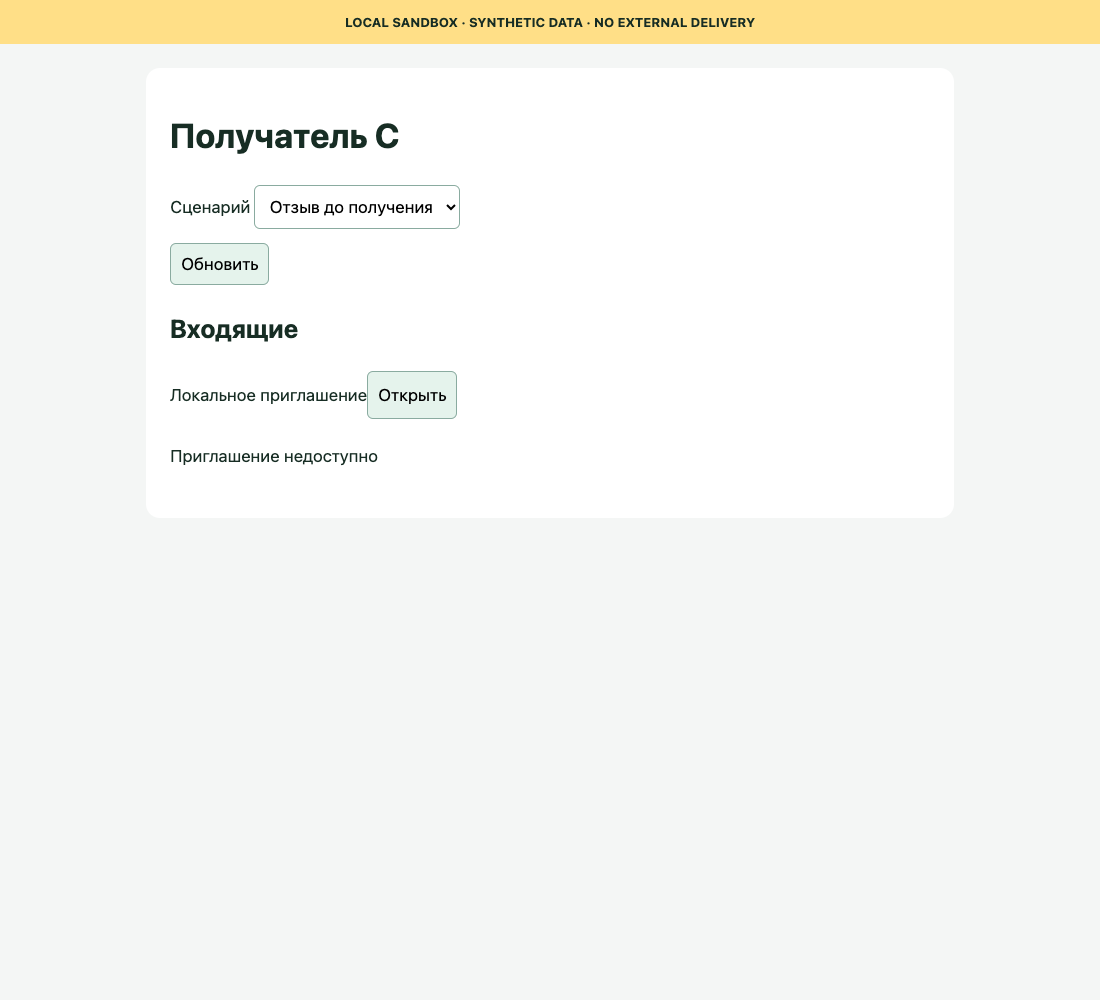 LOCAL SANDBOX · SYNTHETIC DATA · NO EXTERNAL DELIVERY
Получатель C
Сценарий Отзыв до получения
Обновить
Входящие
Локальное приглашение Открыть
Приглашение недоступно